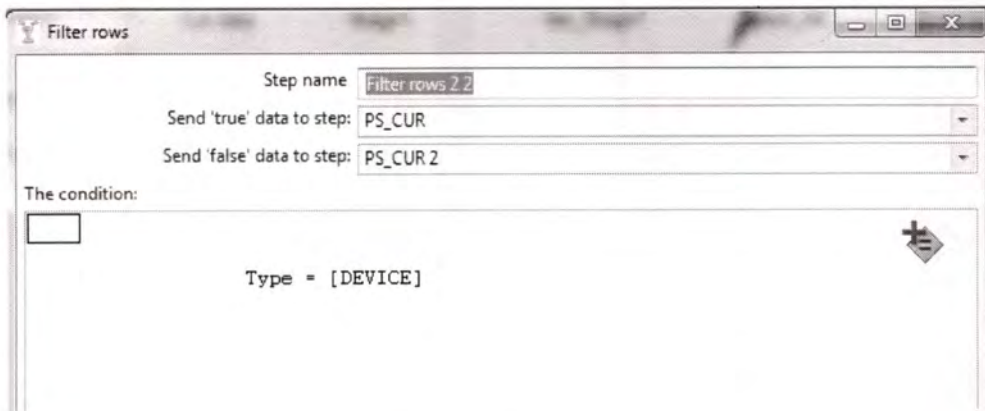 Filter rows
Step name Filter rows 2 2
Send 'true' data to step: PS_CUR
Send 'false' data to step: PS_CUR 2
The condition:
Type = [DEVICE]